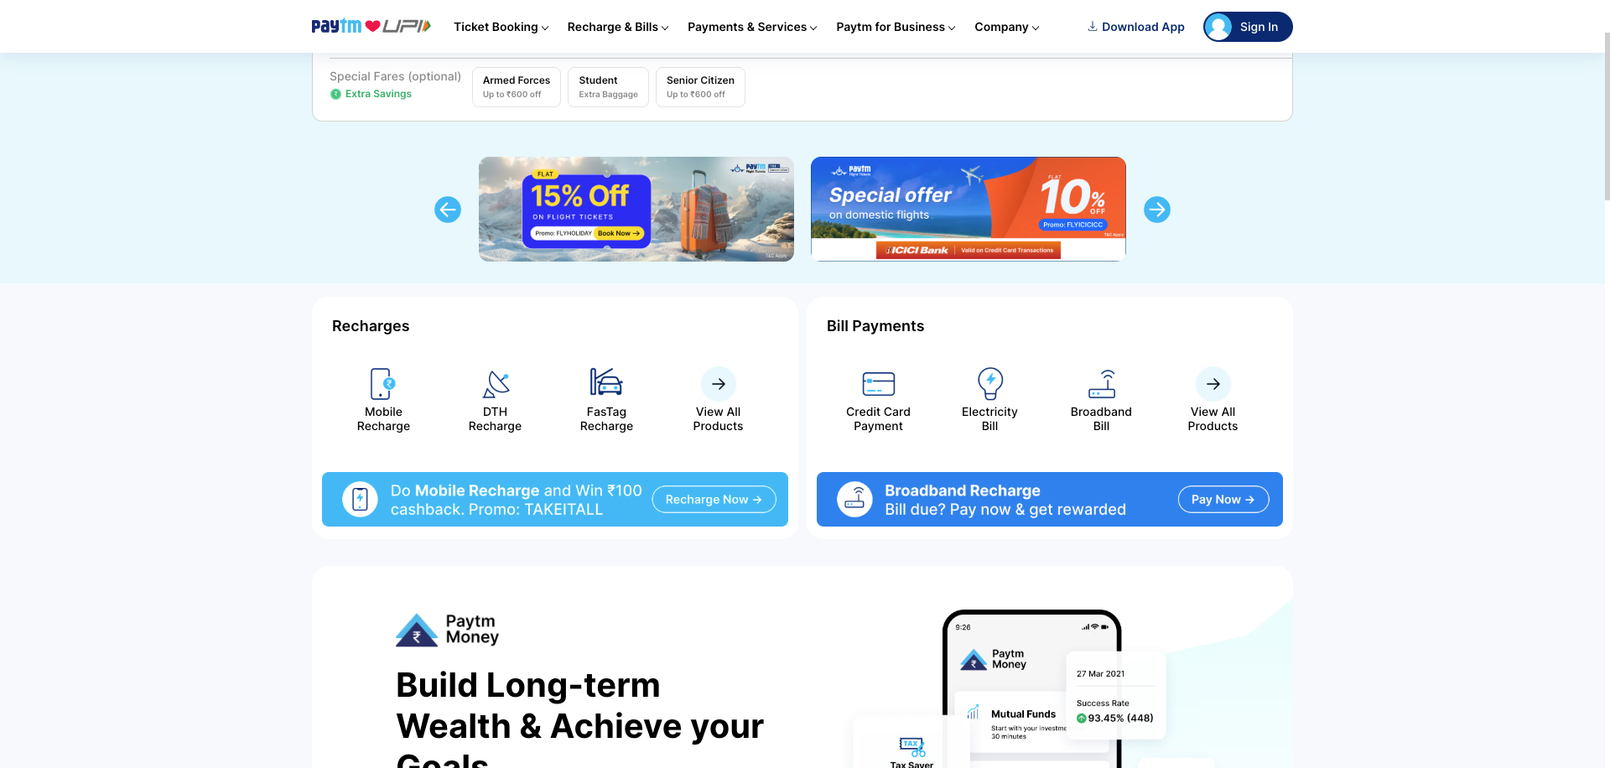 paytm UPI
Ticket Booking
Recharge & Bills
Payments & Services
Paytm for Business
Company
Download App
Sign In
Special Fares (optional)
Extra Savings
Armed Forces
Up to ₹600 off
Student
Extra Baggage
Senior Citizen
Up to ₹600 off
paytm
Flight Tickets
FLAT
15% Off
ON FLIGHT TICKETS
Promo: FLYHOLIDAY
Book Now →
T&C Apply
paytm
Flight Tickets
Special offer
on domestic flights
FLAT
10%
OFF
Promo: FLYICICICC
T&C Apply
ICICI Bank
Valid on Credit Card Transactions
Recharges
Mobile
Recharge
DTH
Recharge
FasTag
Recharge
View All
Products
Do Mobile Recharge and Win ₹100
cashback. Promo: TAKEITALL
Recharge Now →
Bill Payments
Credit Card
Payment
Electricity
Bill
Broadband
Bill
View All
Products
Broadband Recharge
Bill due? Pay now & get rewarded
Pay Now →
Paytm
Money
Build Long-term
Wealth & Achieve your
Goals
9:26
Paytm
Money
27 Mar 2021
Success Rate
93.45% (448)
Mutual Funds
Start with your investme
30 minutes
TAX
Tax Saver